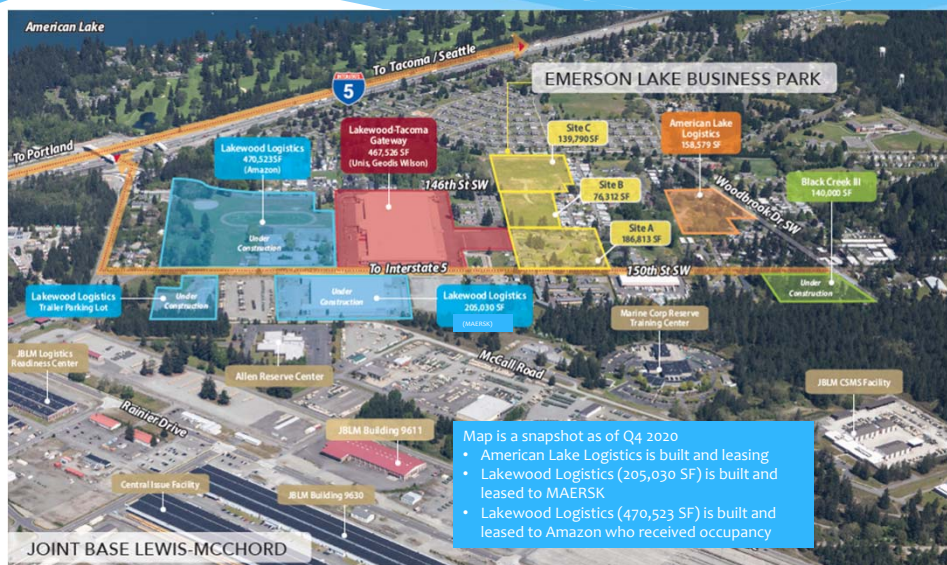 American Lake
To Tacoma / Seattle
INTERSTATE
5
EMERSON LAKE BUSINESS PARK
To Portland
Lakewood Logistics
470,523SF
(Amazon)
Lakewood-Tacoma
Gateway
467,526 SF
(Unis, Geodis Wilson)
146th St SW
Site C
139,790 SF
American Lake
Logistics
158,579 SF
Site B
76,312 SF
Woodbrook Dr. SW
Black Creek III
140,000 SF
Site A
186,813 SF
Under
Construction
To Interstate 5
150th St SW
Lakewood Logistics
Trailer Parking Lot
Under
Construction
Under
Construction
Lakewood Logistics
205,030 SF
(MAERSK)
Under
Construction
Marine Corp Reserve
Training Center
JBLM Logistics
Readiness Center
Allen Reserve Center
McCall Road
JBLM CSMS Facility
Rainier Drive
JBLM Building 9611
Central Issue Facility
JBLM Building 9630
Map is a snapshot as of Q4 2020
• American Lake Logistics is built and leasing
• Lakewood Logistics (205,030 SF) is built and
leased to MAERSK
• Lakewood Logistics (470,523 SF) is built and
leased to Amazon who received occupancy
JOINT BASE LEWIS-MCCHORD